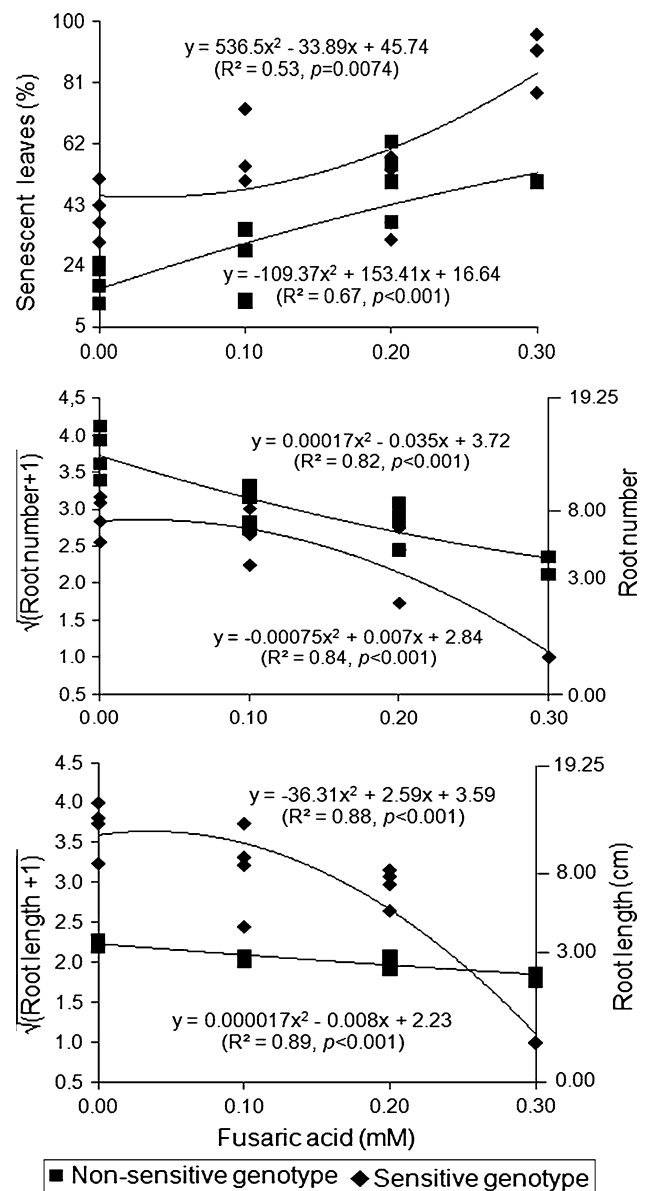 100
81
62
43
24
5
Senescent leaves (%)
y = 536.5x² - 33.89x + 45.74
(R² = 0.53, p=0.0074)
y = -109.37x² + 153.41x + 16.64
(R² = 0.67, p<0.001)
0.00 0.10 0.20 0.30
4,5
4.0
3.5
3.0
2.5
2.0
1.5
1.0
0.5
√(Root number+1)
19.25
8.00
3.00
0.00
Root number
y = 0.00017x² - 0.035x + 3.72
(R² = 0.82, p<0.001)
y = -0.00075x² + 0.007x + 2.84
(R² = 0.84, p<0.001)
0.00 0.10 0.20 0.30
4.5
4.0
3.5
3.0
2.5
2.0
1.5
1.0
0.5
√(Root length +1)
19.25
8.00
3.00
0.00
Root length (cm)
y = -36.31x² + 2.59x + 3.59
(R² = 0.88, p<0.001)
y = 0.000017x² - 0.008x + 2.23
(R² = 0.89, p<0.001)
0.00 0.10 0.20 0.30
Fusaric acid (mM)
■ Non-sensitive genotype ◆ Sensitive genotype